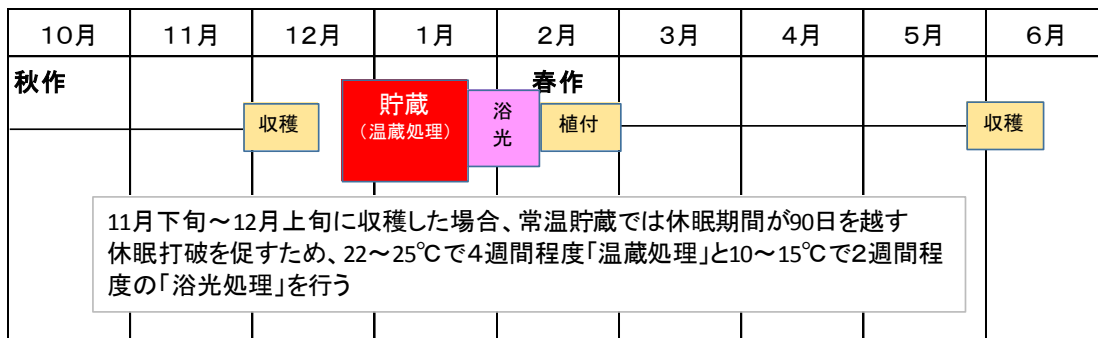 10月 11月 12月 1月 2月 3月 4月 5月 6月
秋作 春作
収穫 貯蔵 浴 植付 収穫
（温蔵処理） 光
11月下旬～12月上旬に収穫した場合、常温貯蔵では休眠期間が90日を越す
休眠打破を促すため、22～25℃で４週間程度「温蔵処理」と10～15℃で２週間程
度の「浴光処理」を行う